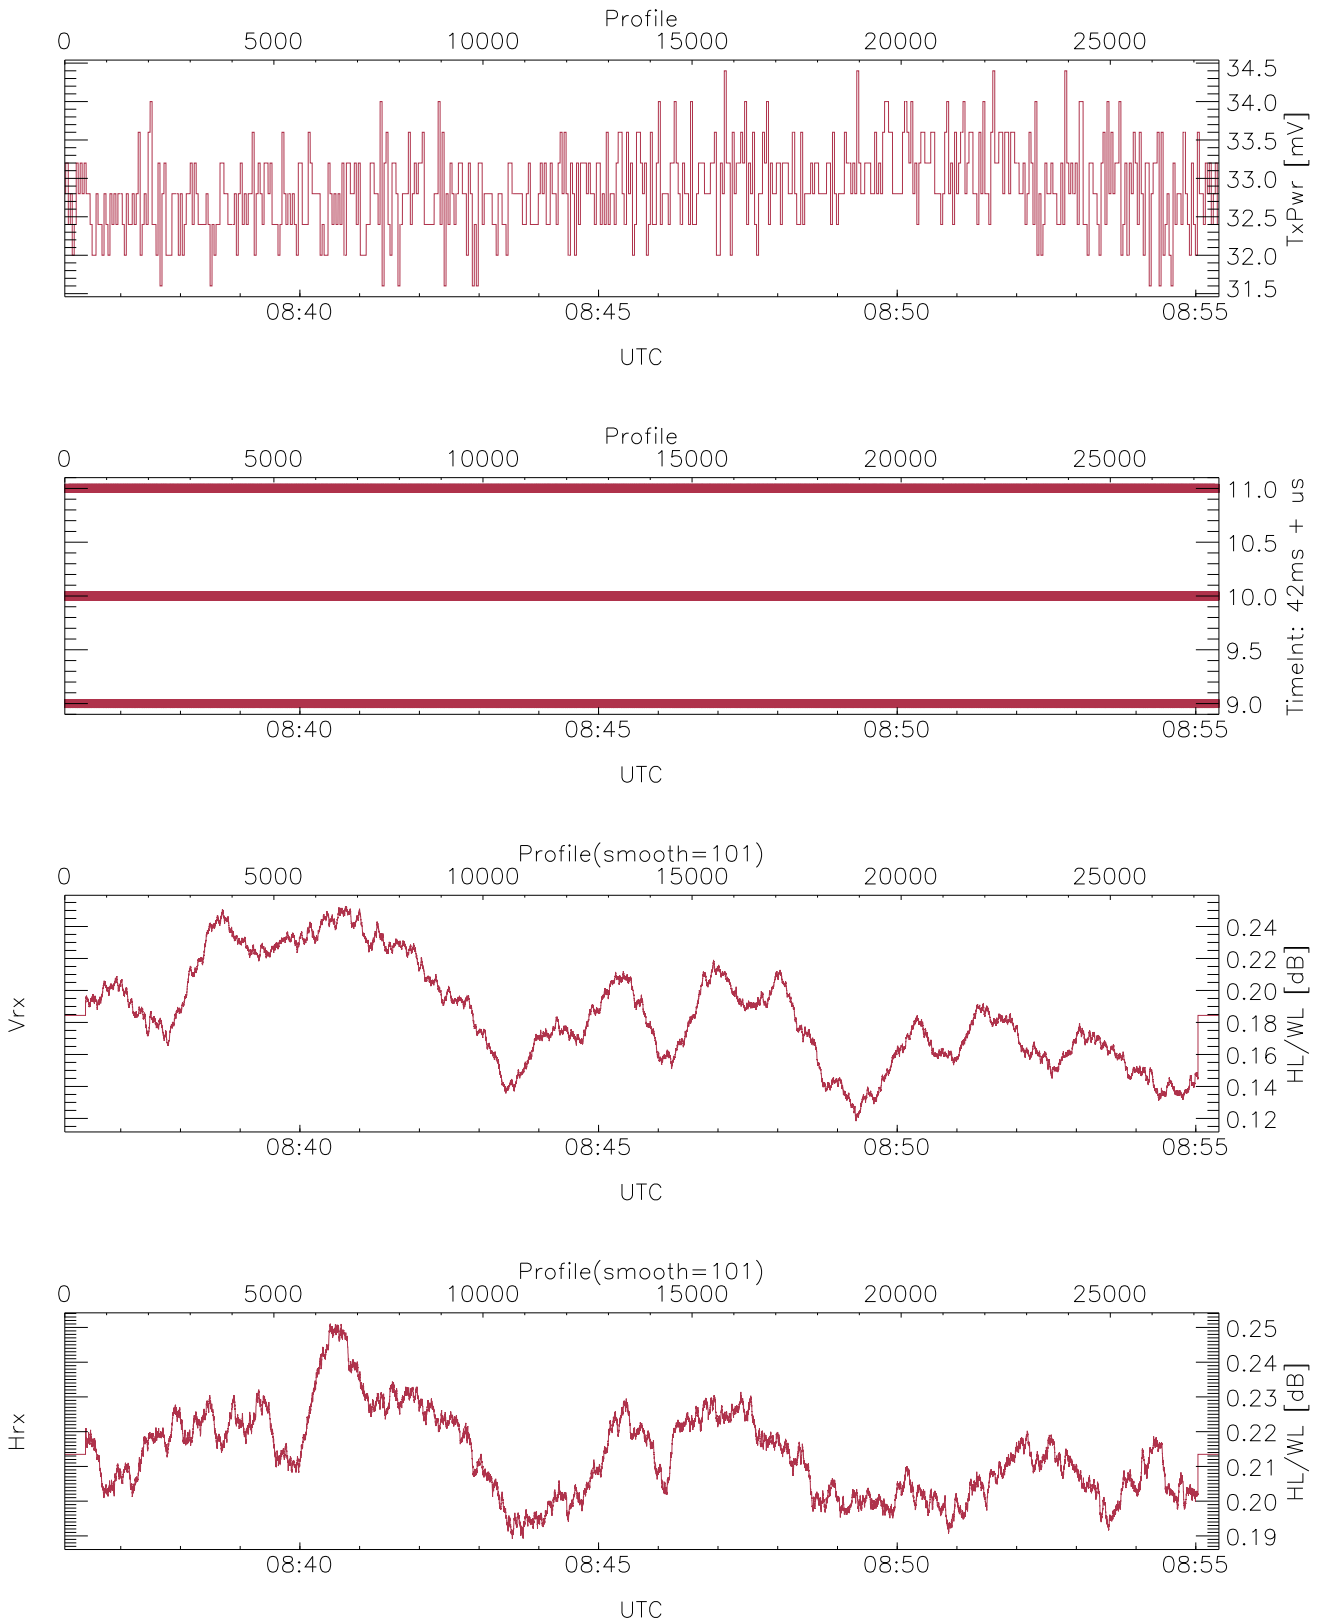 Profile
0 5000 10000 15000 20000 25000
34.5
34.0
33.5
33.0
32.5
32.0
31.5
TxPwr [mV]
08:40 08:45 08:50 08:55
UTC
Profile
0 5000 10000 15000 20000 25000
11.0
10.5
10.0
9.5
9.0
TimeInt: 42ms + us
08:40 08:45 08:50 08:55
UTC
Profile(smooth=101)
0 5000 10000 15000 20000 25000
Vrx
0.24
0.22
0.20
0.18
0.16
0.14
0.12
HL/WL [dB]
08:40 08:45 08:50 08:55
UTC
Profile(smooth=101)
0 5000 10000 15000 20000 25000
Hrx
0.25
0.24
0.23
0.22
0.21
0.20
0.19
HL/WL [dB]
08:40 08:45 08:50 08:55
UTC